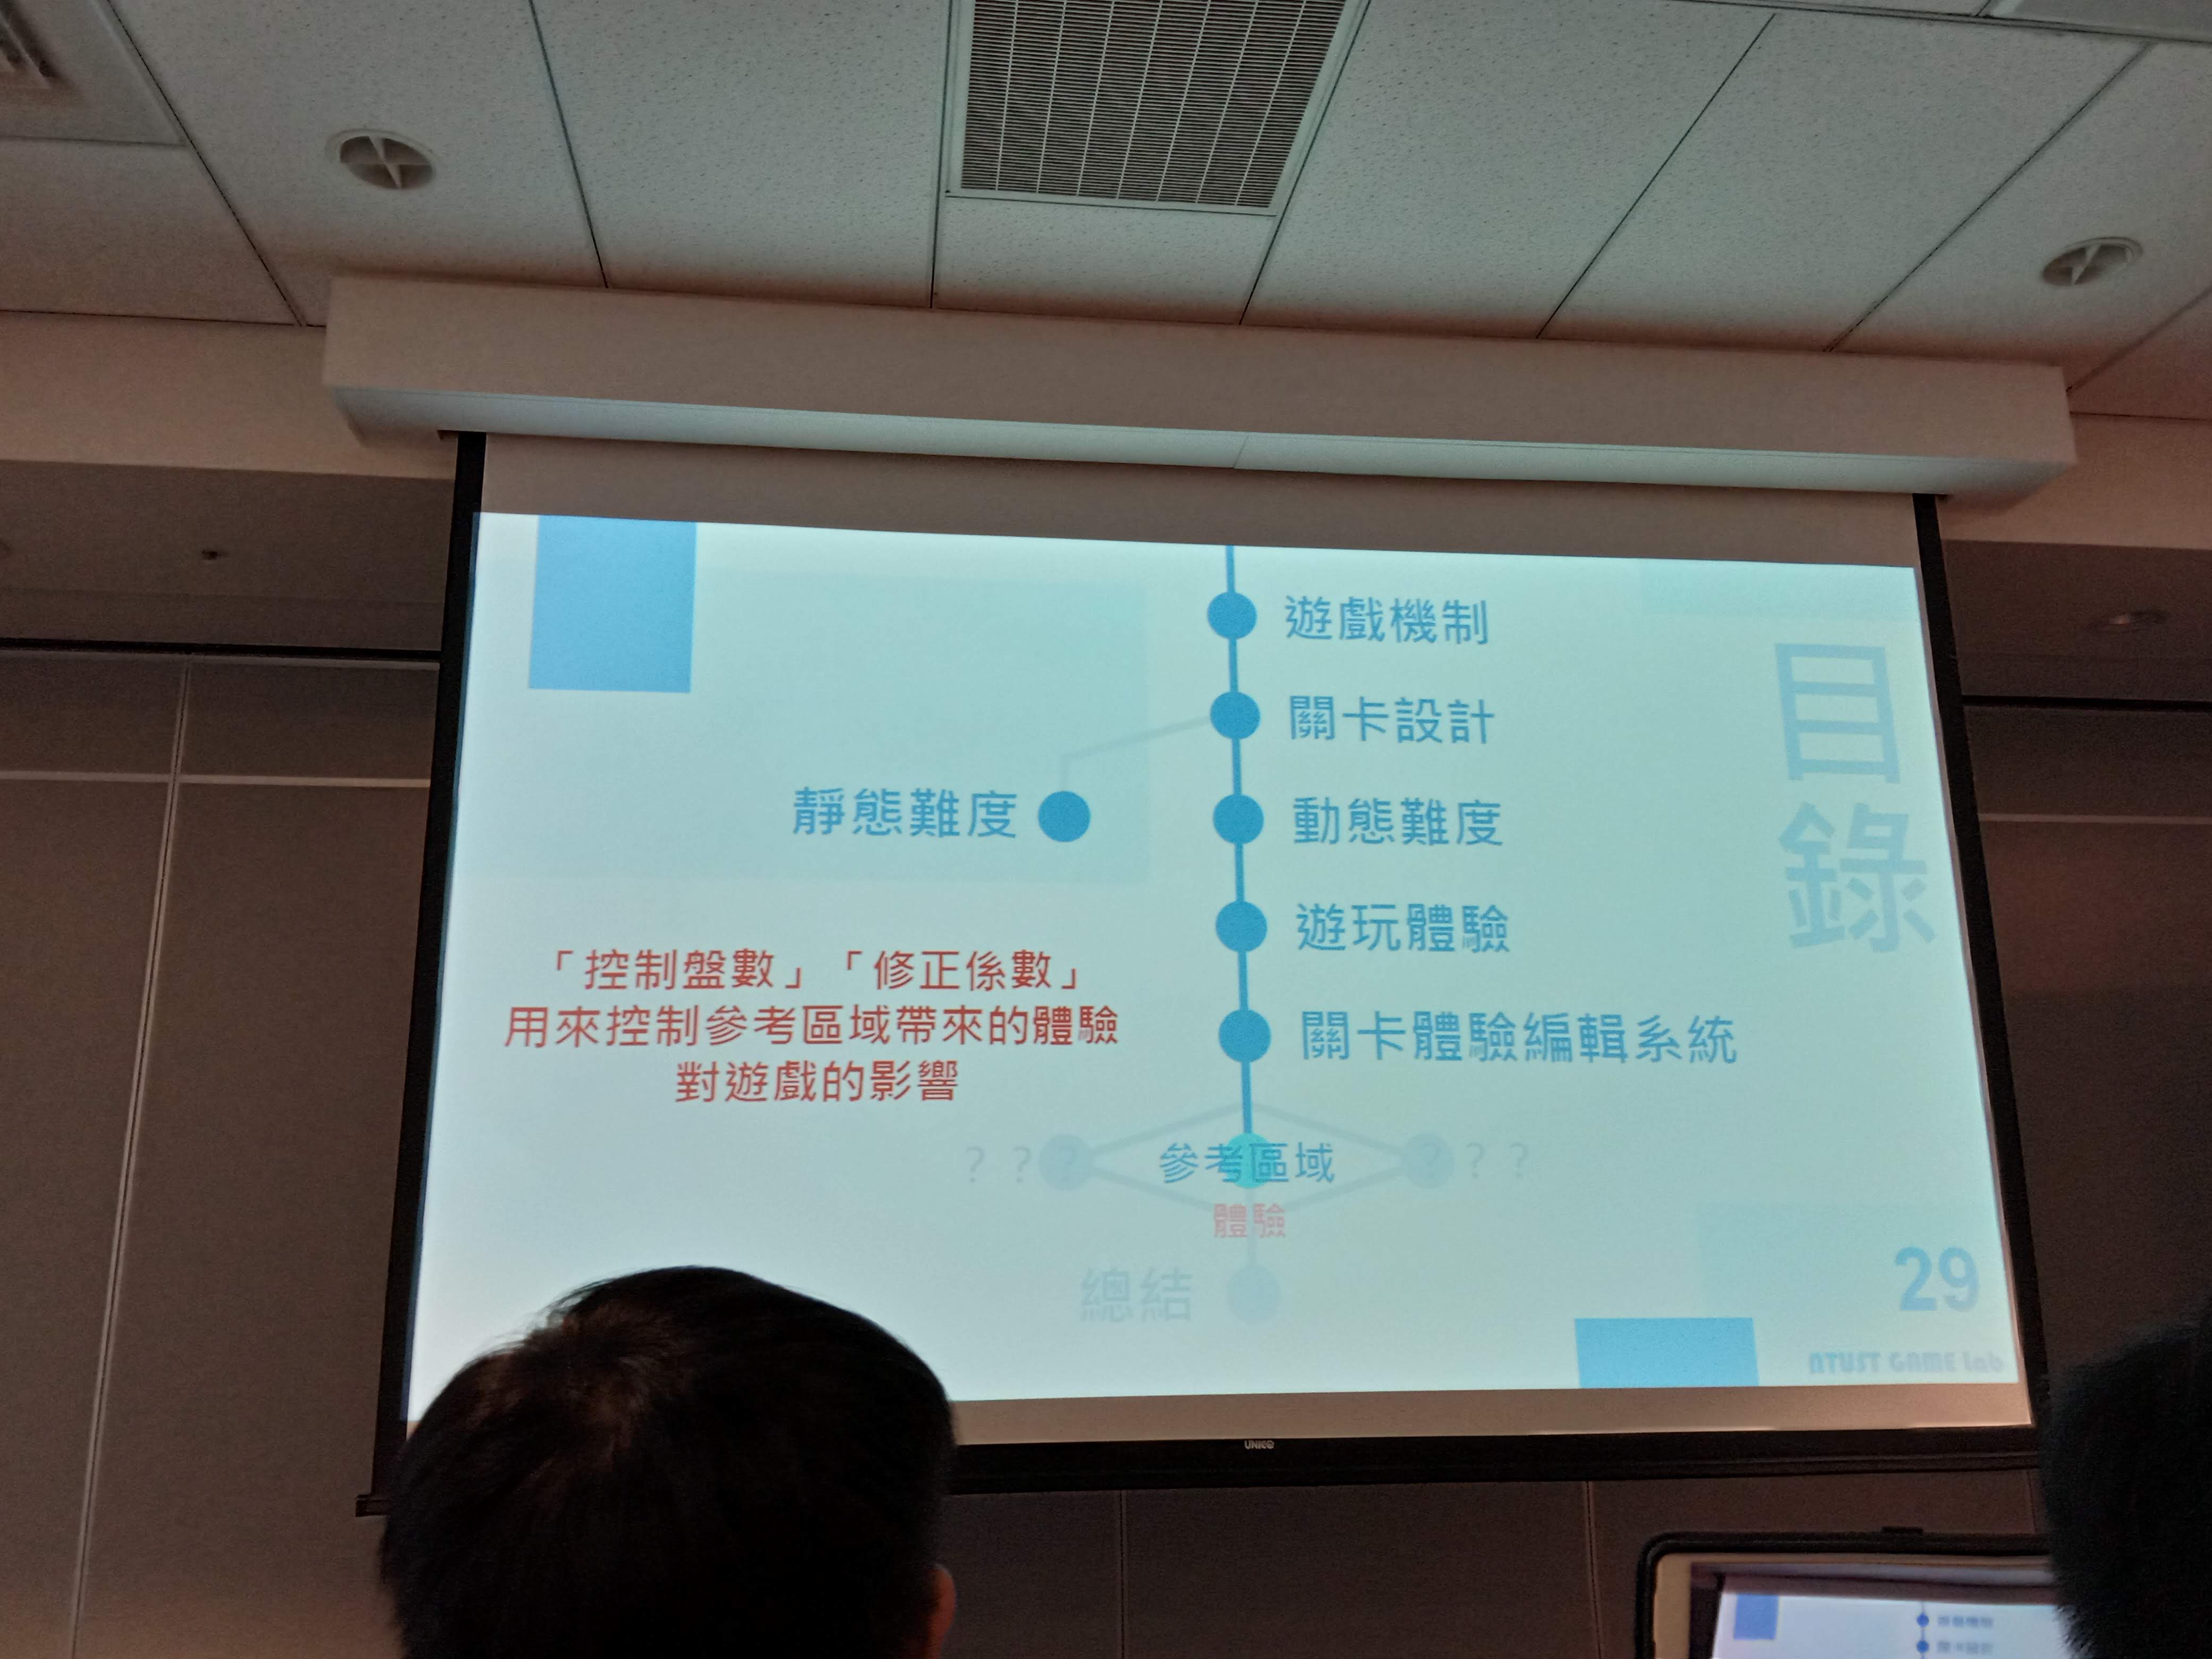 目錄
遊戲機制
關卡設計
靜態難度
動態難度
遊玩體驗
「控制盤數」「修正係數」
用來控制參考區域帶來的體驗
對遊戲的影響
關卡體驗編輯系統
？？？
參考區域
？？？
體驗
總結
29
NTUST GAME lab
UNICO